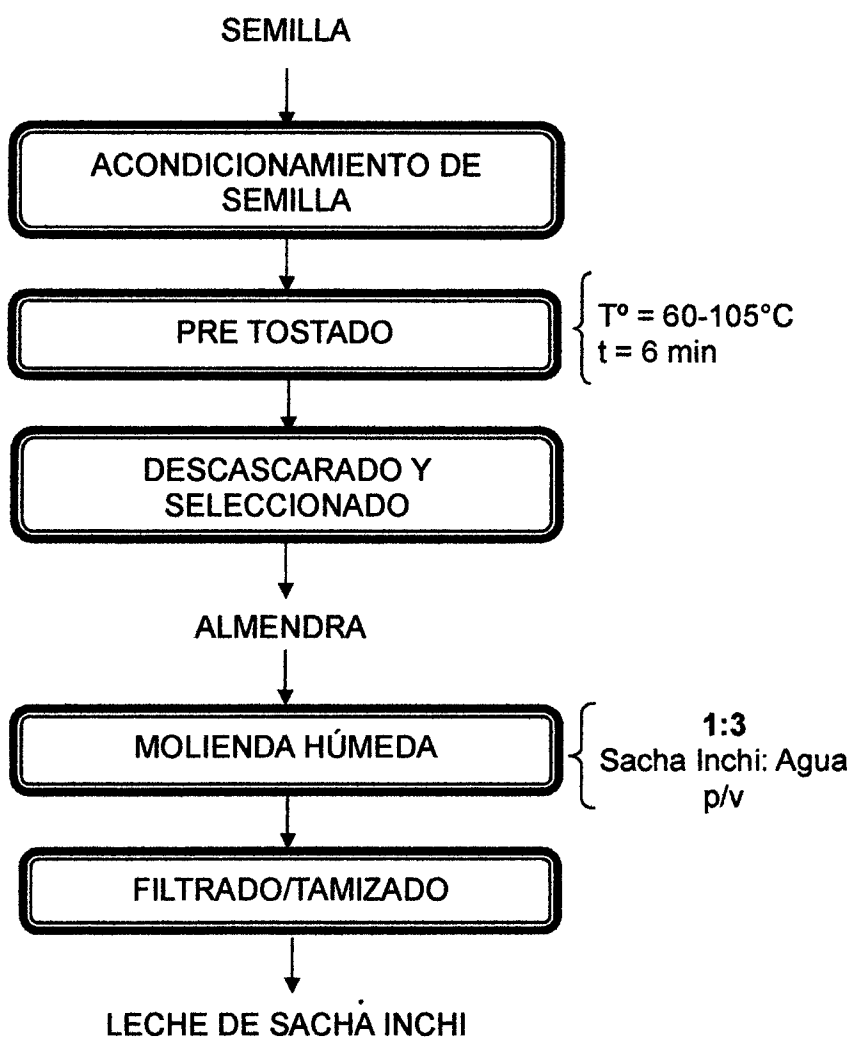 SEMILLA
ACONDICIONAMIENTO DE
SEMILLA
PRE TOSTADO
Tº = 60-105°C
t = 6 min
DESCASCARADO Y
SELECCIONADO
ALMENDRA
MOLIENDA HÚMEDA
1:3
Sacha Inchi: Agua
p/v
FILTRADO/TAMIZADO
LECHE DE SACHA INCHI